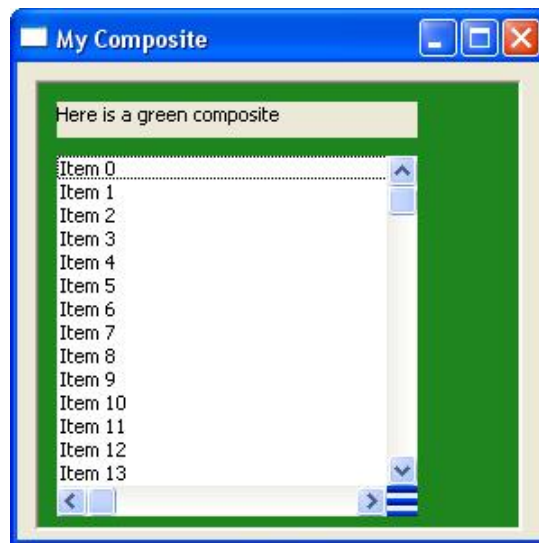 My Composite
Here is a green composite
Item 0
Item 1
Item 2
Item 3
Item 4
Item 5
Item 6
Item 7
Item 8
Item 9
Item 10
Item 11
Item 12
Item 13